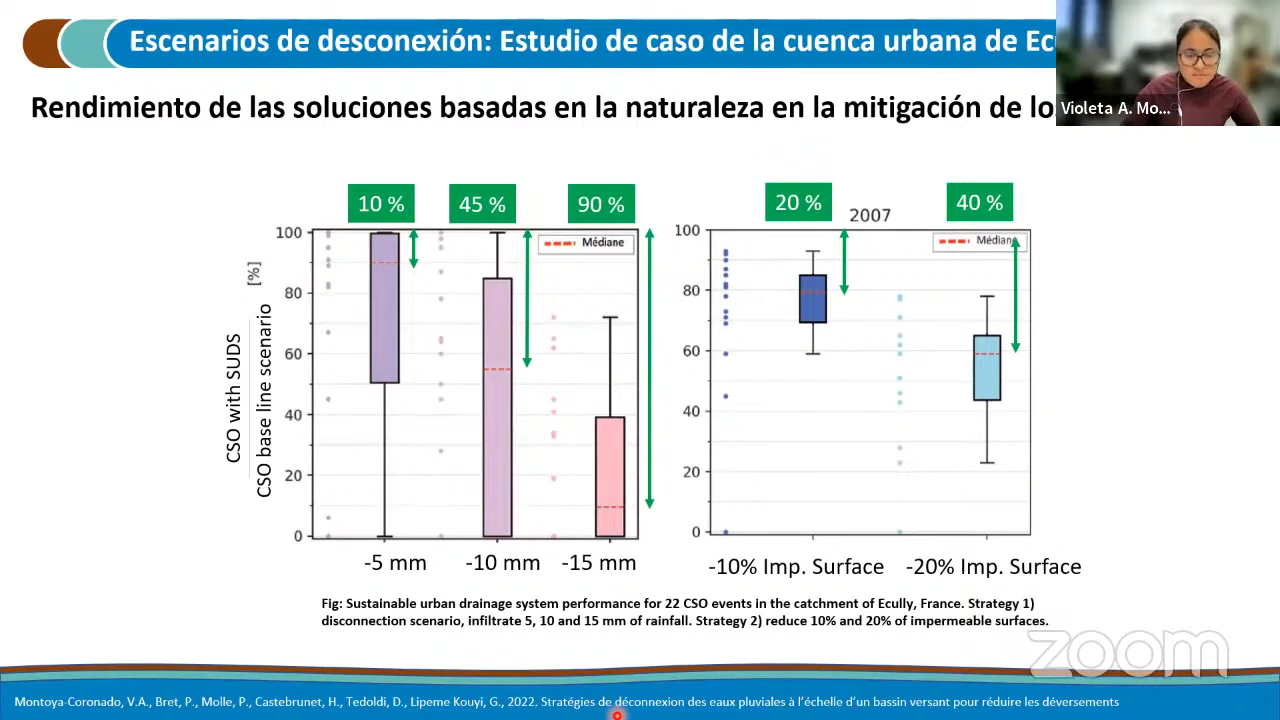 Escenarios de desconexión: Estudio de caso de la cuenca urbana de
Rendimiento de las soluciones basadas en la naturaleza en la mitigación de
Violeta A. Mo...
10 %
45 %
90 %
20 %
2007
40 %
100
80
60
40
20
0
[%]
CSO with SUDS
CSO base line scenario
Médiane
-5 mm
-10 mm
-15 mm
100
80
60
40
20
0
Médiane
-10% Imp. Surface
-20% Imp. Surface
Fig: Sustainable urban drainage system performance for 22 CSO events in the catchment of Ecully, France. Strategy 1)
disconnection scenario, infiltrate 5, 10 and 15 mm of rainfall. Strategy 2) reduce 10% and 20% of impermeable surfaces.
zoom
Montoya-Coronado, V.A., Bret, P., Molle, P., Castebrunet, H., Tedoldi, D., Lipeme Kouyi, G., 2022. Stratégies de déconnexion des eaux pluviales à l'échelle d'un bassin versant pour réduire les déversements